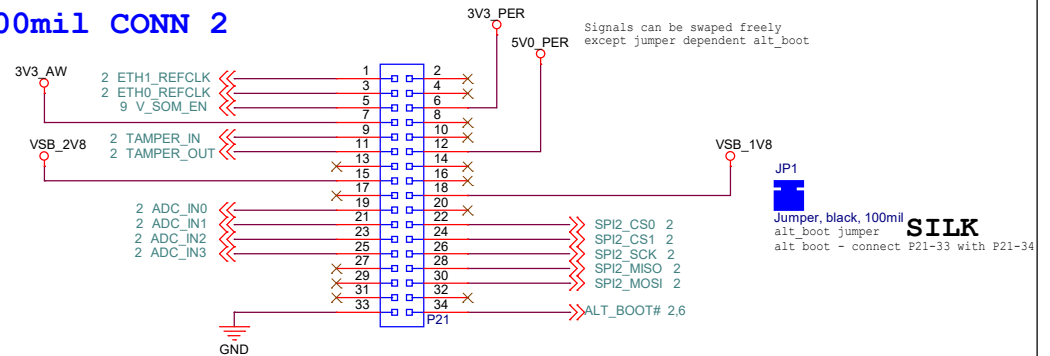 00mil CONN 2
3V3_PER
Signals can be swaped freely
except jumper dependent alt_boot
5V0_PER
3V3_AW
1 2
2 ETH1_REFCLK
3 4
2 ETH0_REFCLK
5 6
9 V_SOM_EN
7 8
9 10
2 TAMPER_IN
11 12
2 TAMPER_OUT
VSB_2V8
VSB_1V8
13 14
15 16
17 18
JP1
19 20
2 ADC_IN0
21 22
2 ADC_IN1
SPI2_CS0 2
23 24
2 ADC_IN2
SPI2_CS1 2
25 26
2 ADC_IN3
SPI2_SCK 2
27 28
SPI2_MISO 2
29 30
SPI2_MOSI 2
31 32
33 34
ALT_BOOT# 2,6
P21
GND
Jumper, black, 100mil
alt_boot jumper
SILK
alt boot - connect P21-33 with P21-34